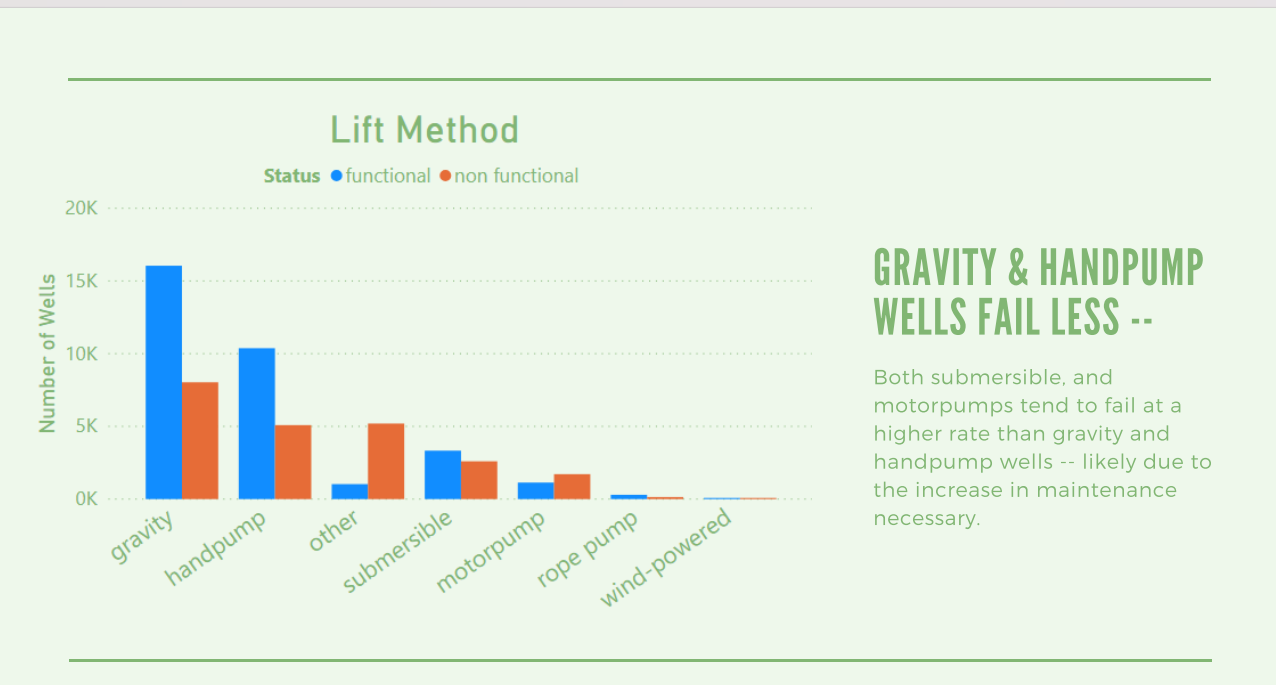 Lift Method
Status functional non functional
20K
15K
10K
5K
0K
Number of Wells
gravity
handpump
other
submersible
motorpump
rope pump
wind-powered
GRAVITY & HANDPUMP
WELLS FAIL LESS --
Both submersible, and
motorpumps tend to fail at a
higher rate than gravity and
handpump wells -- likely due to
the increase in maintenance
necessary.